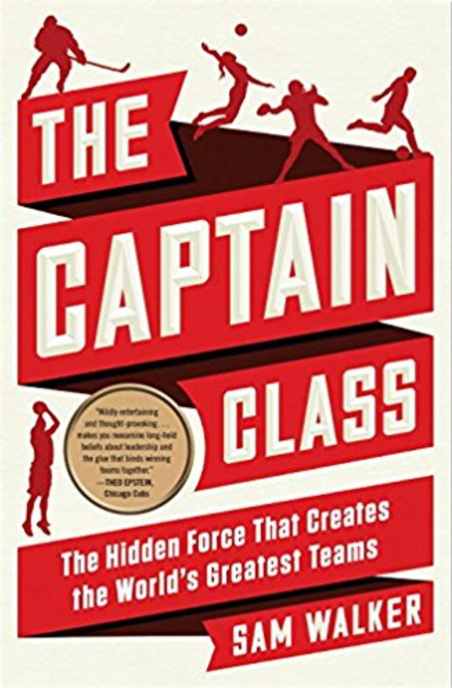 THE
CAPTAIN
CLASS
"Wildly entertaining
and thought-provoking. . . .
makes you reexamine long-held
beliefs about leadership and
the glue that binds winning
teams together."
—THEO EPSTEIN,
Chicago Cubs
The Hidden Force That Creates
the World's Greatest Teams
SAM WALKER